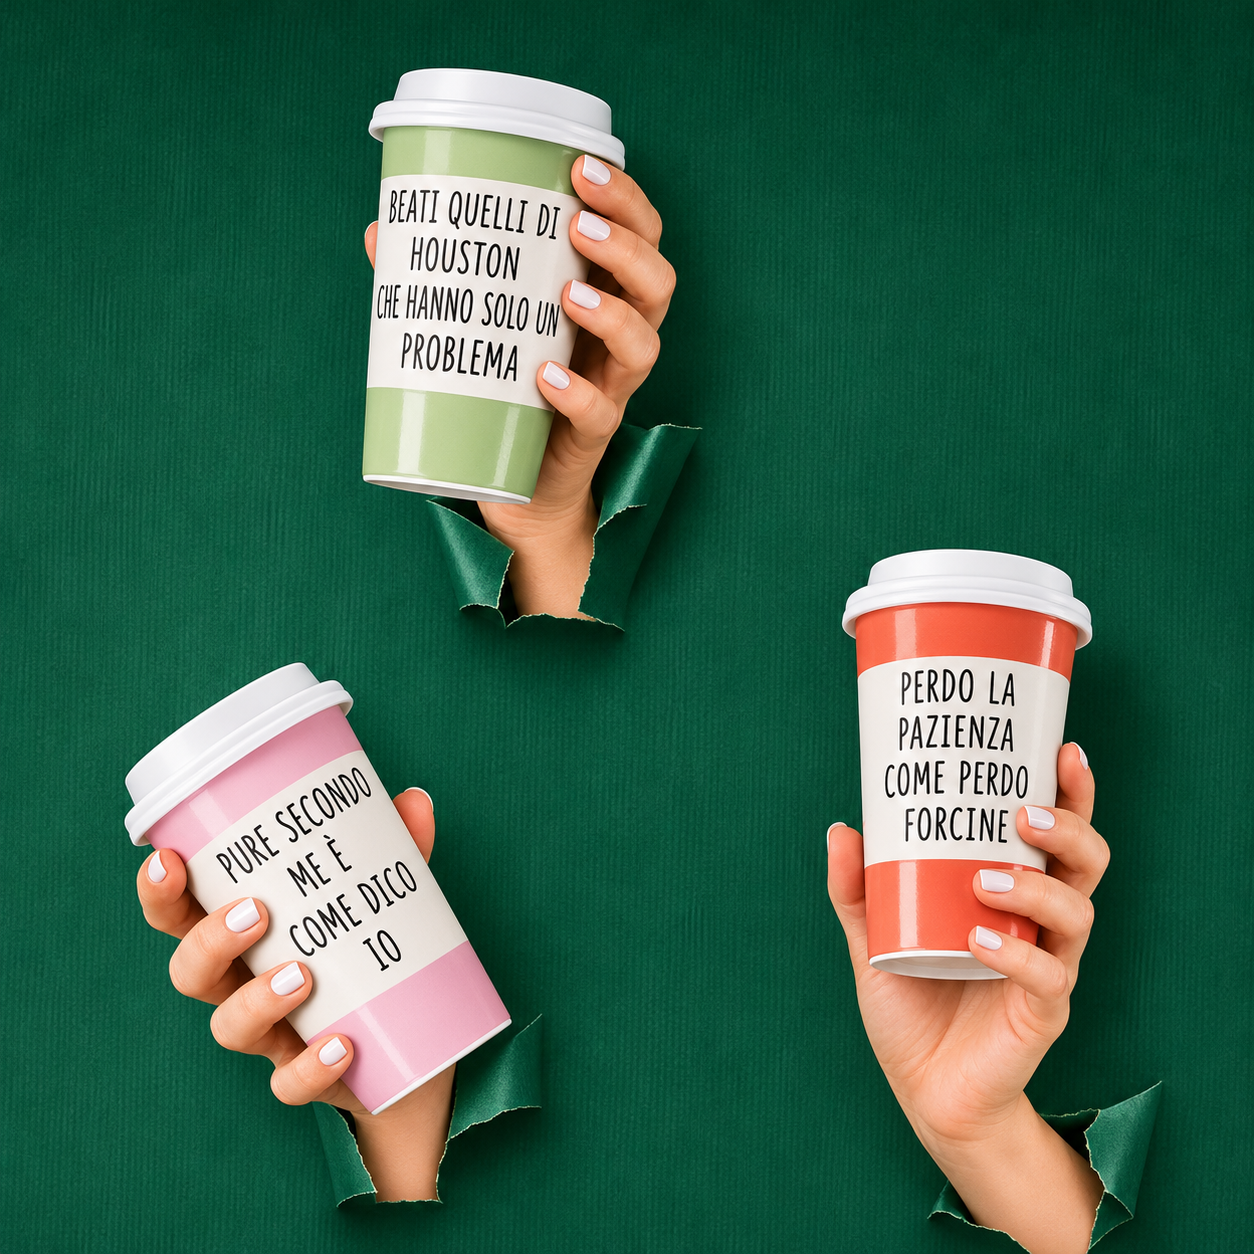 BEATI QUELLI DI
HOUSTON
CHE HANNO SOLO UN
PROBLEMA
PURE SECONDO
ME È
COME DICO
IO
PERDO LA
PAZIENZA
COME PERDO
FORCINE